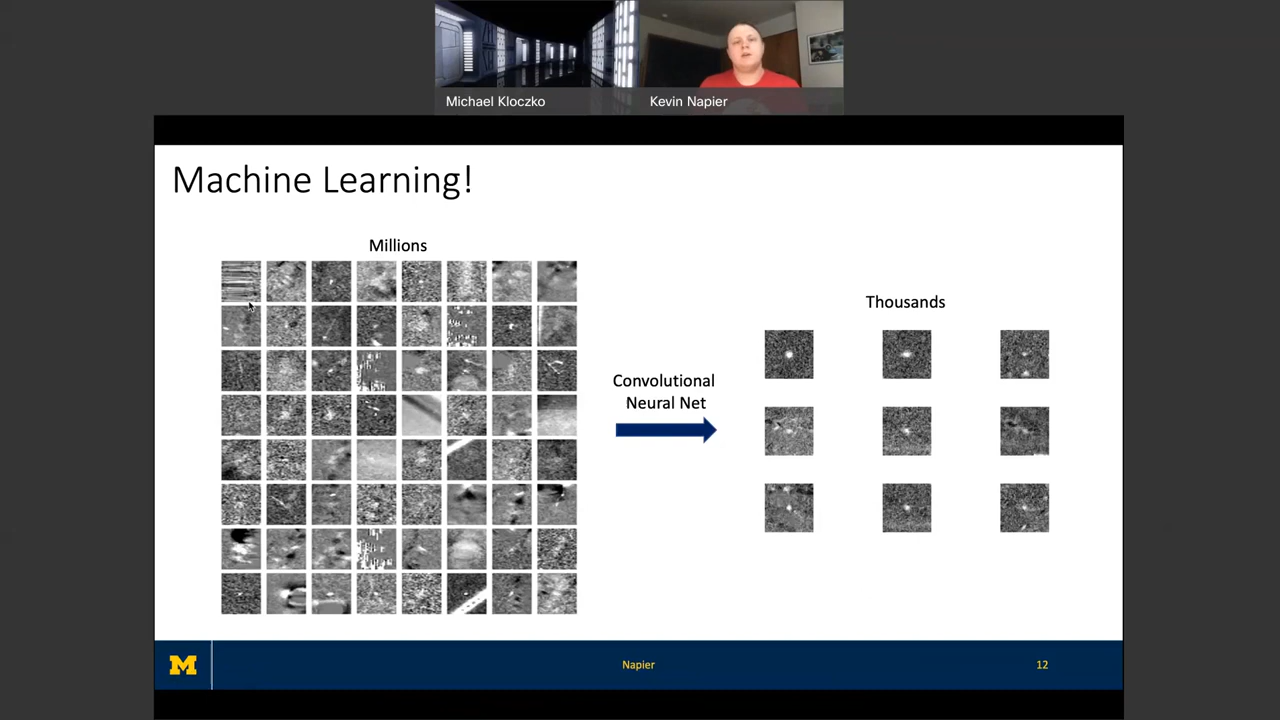 Michael Kloczko
Kevin Napier
Machine Learning!
Millions
Thousands
Convolutional
Neural Net
M
Napier
12